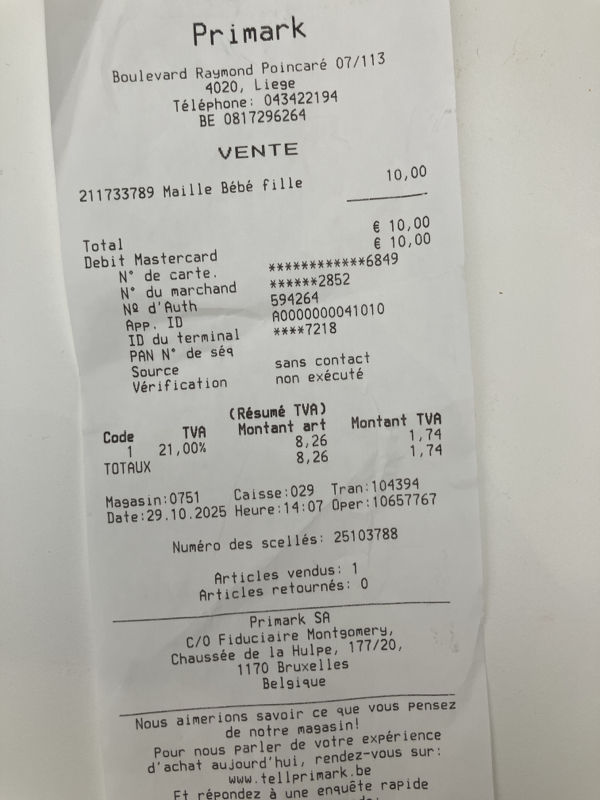 Primark
Boulevard Raymond Poincaré 07/113
4020, Liege
Téléphone: 043422194
BE 0817296264
VENTE
211733789 Maille Bébé fille 10,00
Total € 10,00
Debit Mastercard € 10,00
N° de carte. ************6849
N° du marchand ******2852
Nº d'Auth 594264
App. ID A0000000041010
ID du terminal ****7218
PAN N° de séq
Source sans contact
Vérification non exécuté
(Résumé TVA)
Code TVA Montant art Montant TVA
1 21,00% 8,26 1,74
TOTAUX 8,26 1,74
Magasin:0751 Caisse:029 Tran:104394
Date:29.10.2025 Heure:14:07 Oper:10657767
Numéro des scellés: 25103788
Articles vendus: 1
Articles retournés: 0
Primark SA
C/O Fiduciaire Montgomery,
Chaussée de la Hulpe, 177/20,
1170 Bruxelles
Belgique
Nous aimerions savoir ce que vous pensez
de notre magasin!
Pour nous parler de votre expérience
d'achat aujourd'hui, rendez-vous sur:
www.tellprimark.be
Et répondez à une enquête rapide